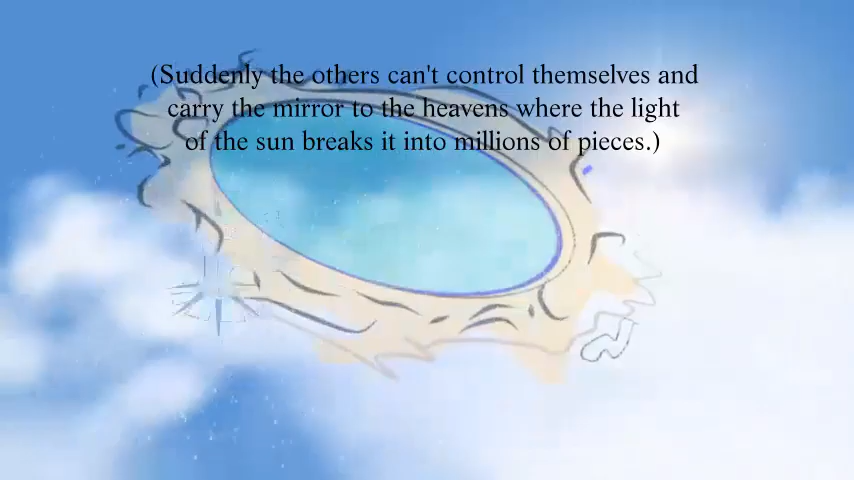 (Suddenly the others can't control themselves and
carry the mirror to the heavens where the light
of the sun breaks it into millions of pieces.)